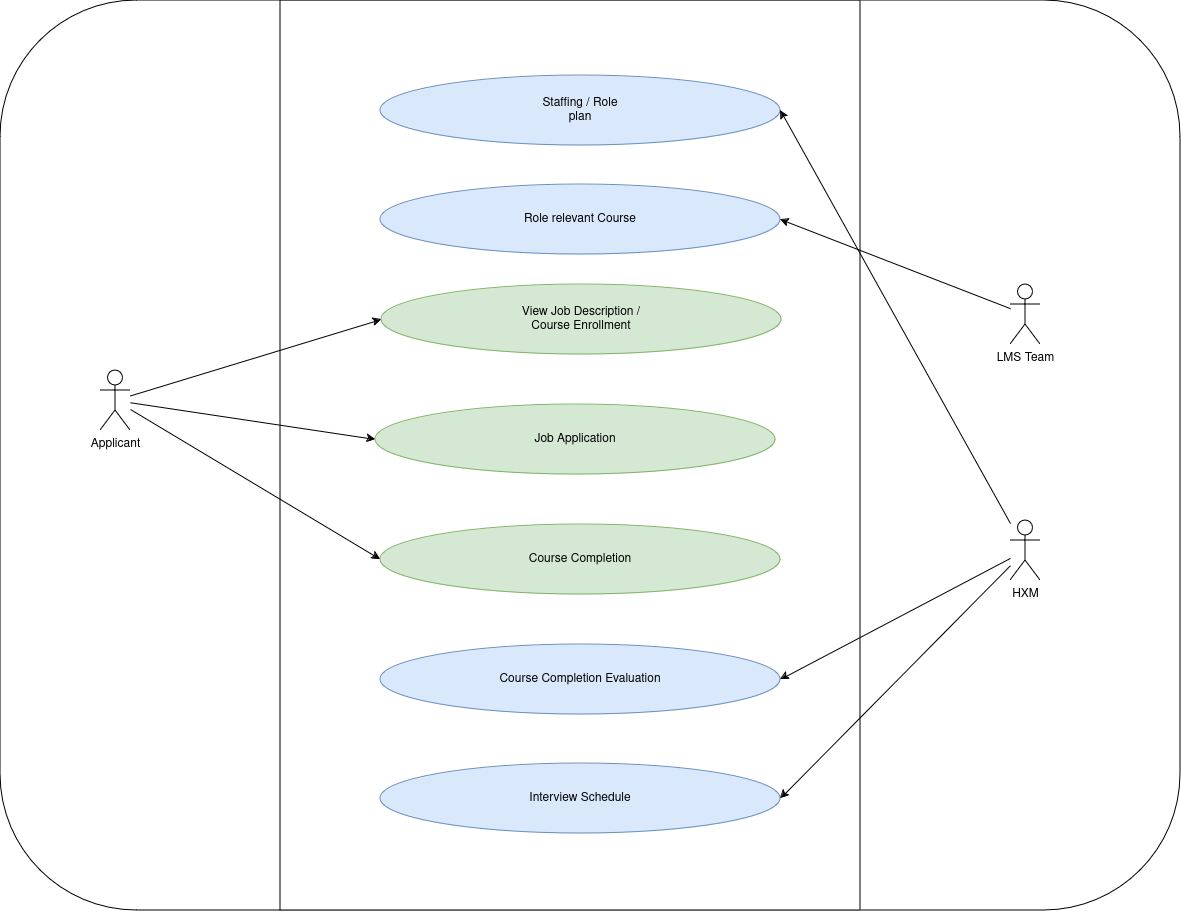 Staffing / Role
plan
Role relevant Course
View Job Description /
Course Enrollment
LMS Team
Applicant
Job Application
Course Completion
HXM
Course Completion Evaluation
Interview Schedule